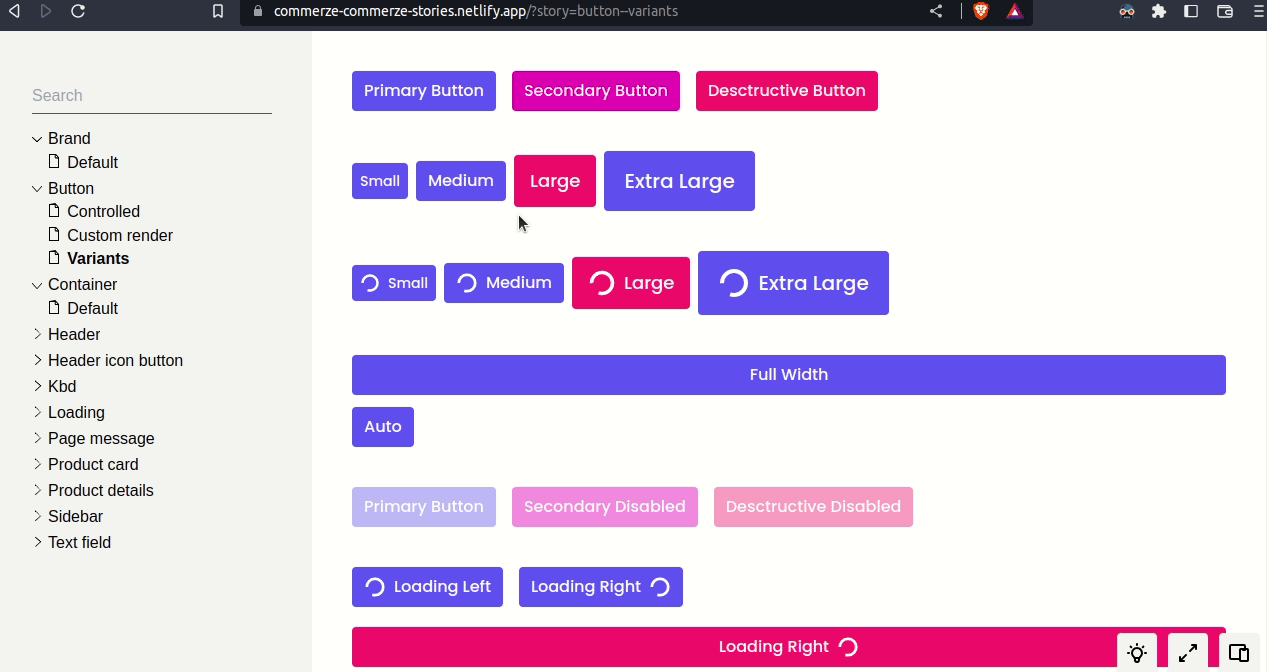 commerze-commerze-stories.netlify.app/?story=button--variants
Search
Brand
Default
Button
Controlled
Custom render
Variants
Container
Default
Header
Header icon button
Kbd
Loading
Page message
Product card
Product details
Sidebar
Text field
Primary Button Secondary Button Desctructive Button
Small Medium Large Extra Large
Small Medium Large Extra Large
Full Width
Auto
Primary Button Secondary Disabled Desctructive Disabled
Loading Left Loading Right
Loading Right